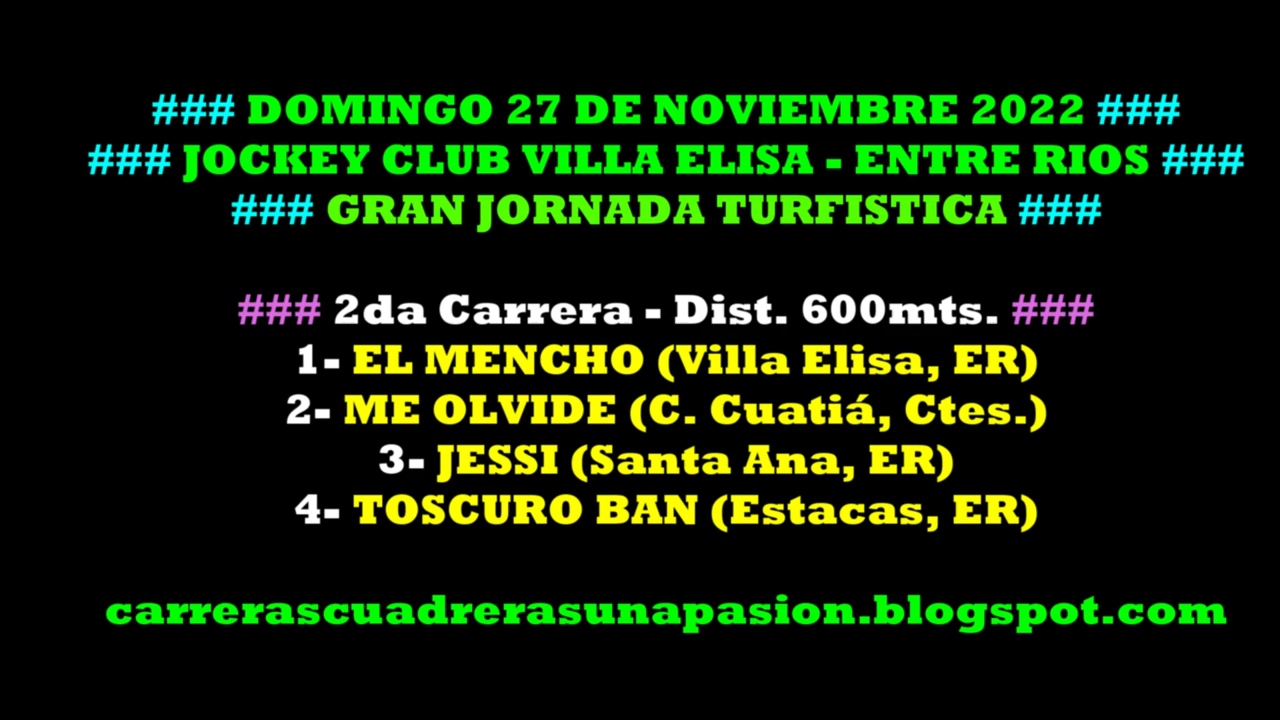 ### DOMINGO 27 DE NOVIEMBRE 2022 ###
### JOCKEY CLUB VILLA ELISA - ENTRE RIOS ###
### GRAN JORNADA TURFISTICA ###
### 2da Carrera - Dist. 600mts. ###
1- EL MENCHO (Villa Elisa, ER)
2- ME OLVIDE (C. Cuatiá, Ctes.)
3- JESSI (Santa Ana, ER)
4- TOSCURO BAN (Estacas, ER)
carrerascuadrerasunapasion.blogspot.com